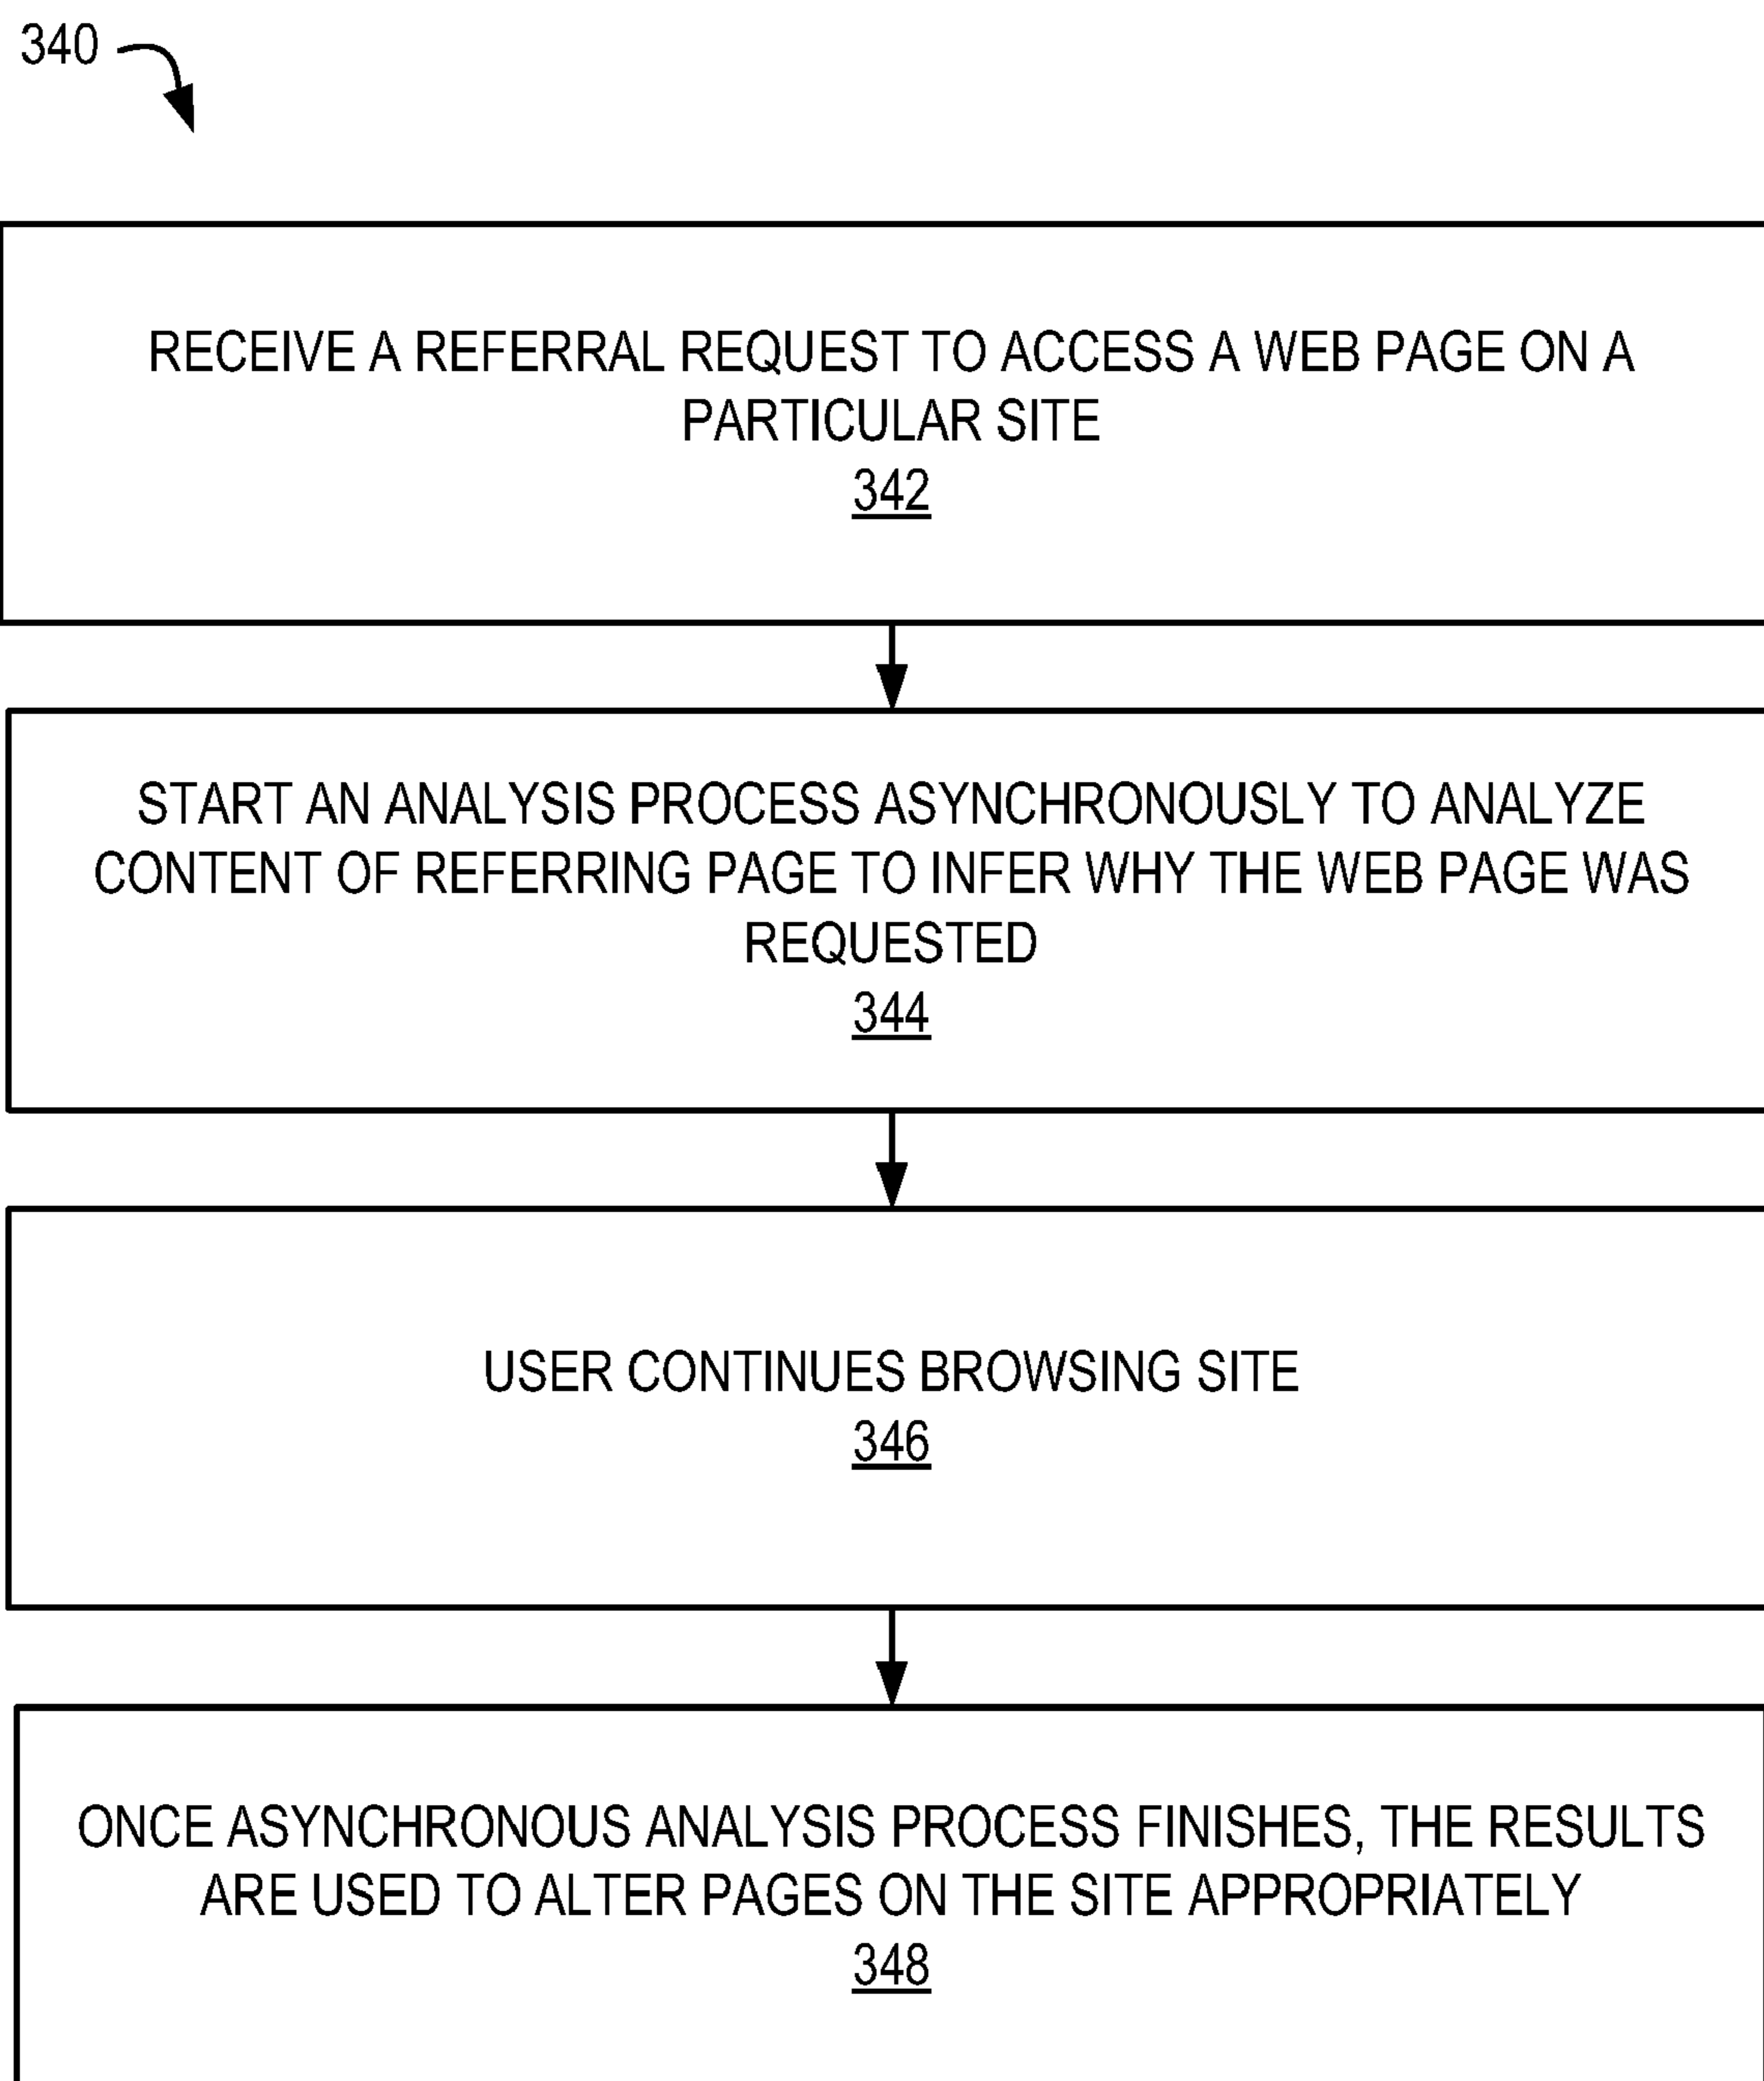 340
RECEIVE A REFERRAL REQUEST TO ACCESS A WEB PAGE ON A
PARTICULAR SITE
342
START AN ANALYSIS PROCESS ASYNCHRONOUSLY TO ANALYZE
CONTENT OF REFERRING PAGE TO INFER WHY THE WEB PAGE WAS
REQUESTED
344
USER CONTINUES BROWSING SITE
346
ONCE ASYNCHRONOUS ANALYSIS PROCESS FINISHES, THE RESULTS
ARE USED TO ALTER PAGES ON THE SITE APPROPRIATELY
348